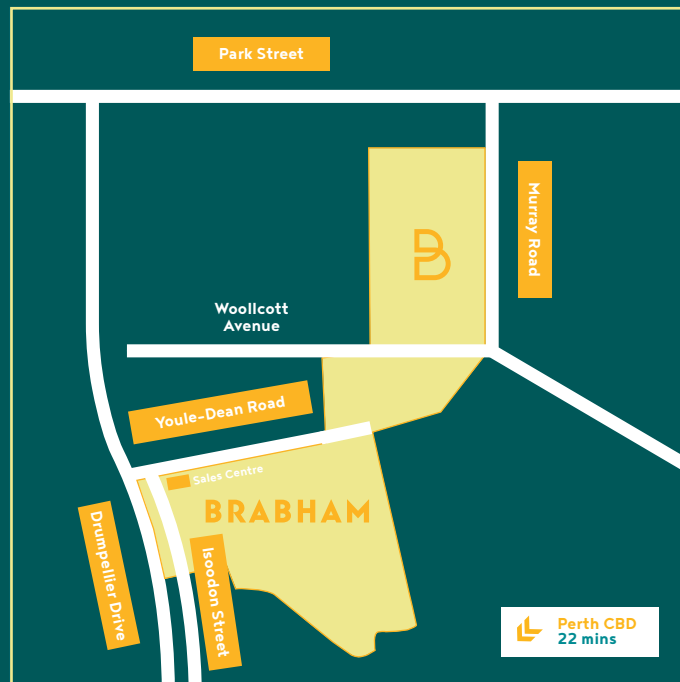 Park Street
Murray Road
B
Woollcott
Avenue
Youle-Dean Road
Sales Centre
BRABHAM
Drumpellier Drive
Isoodon Street
Perth CBD
22 mins